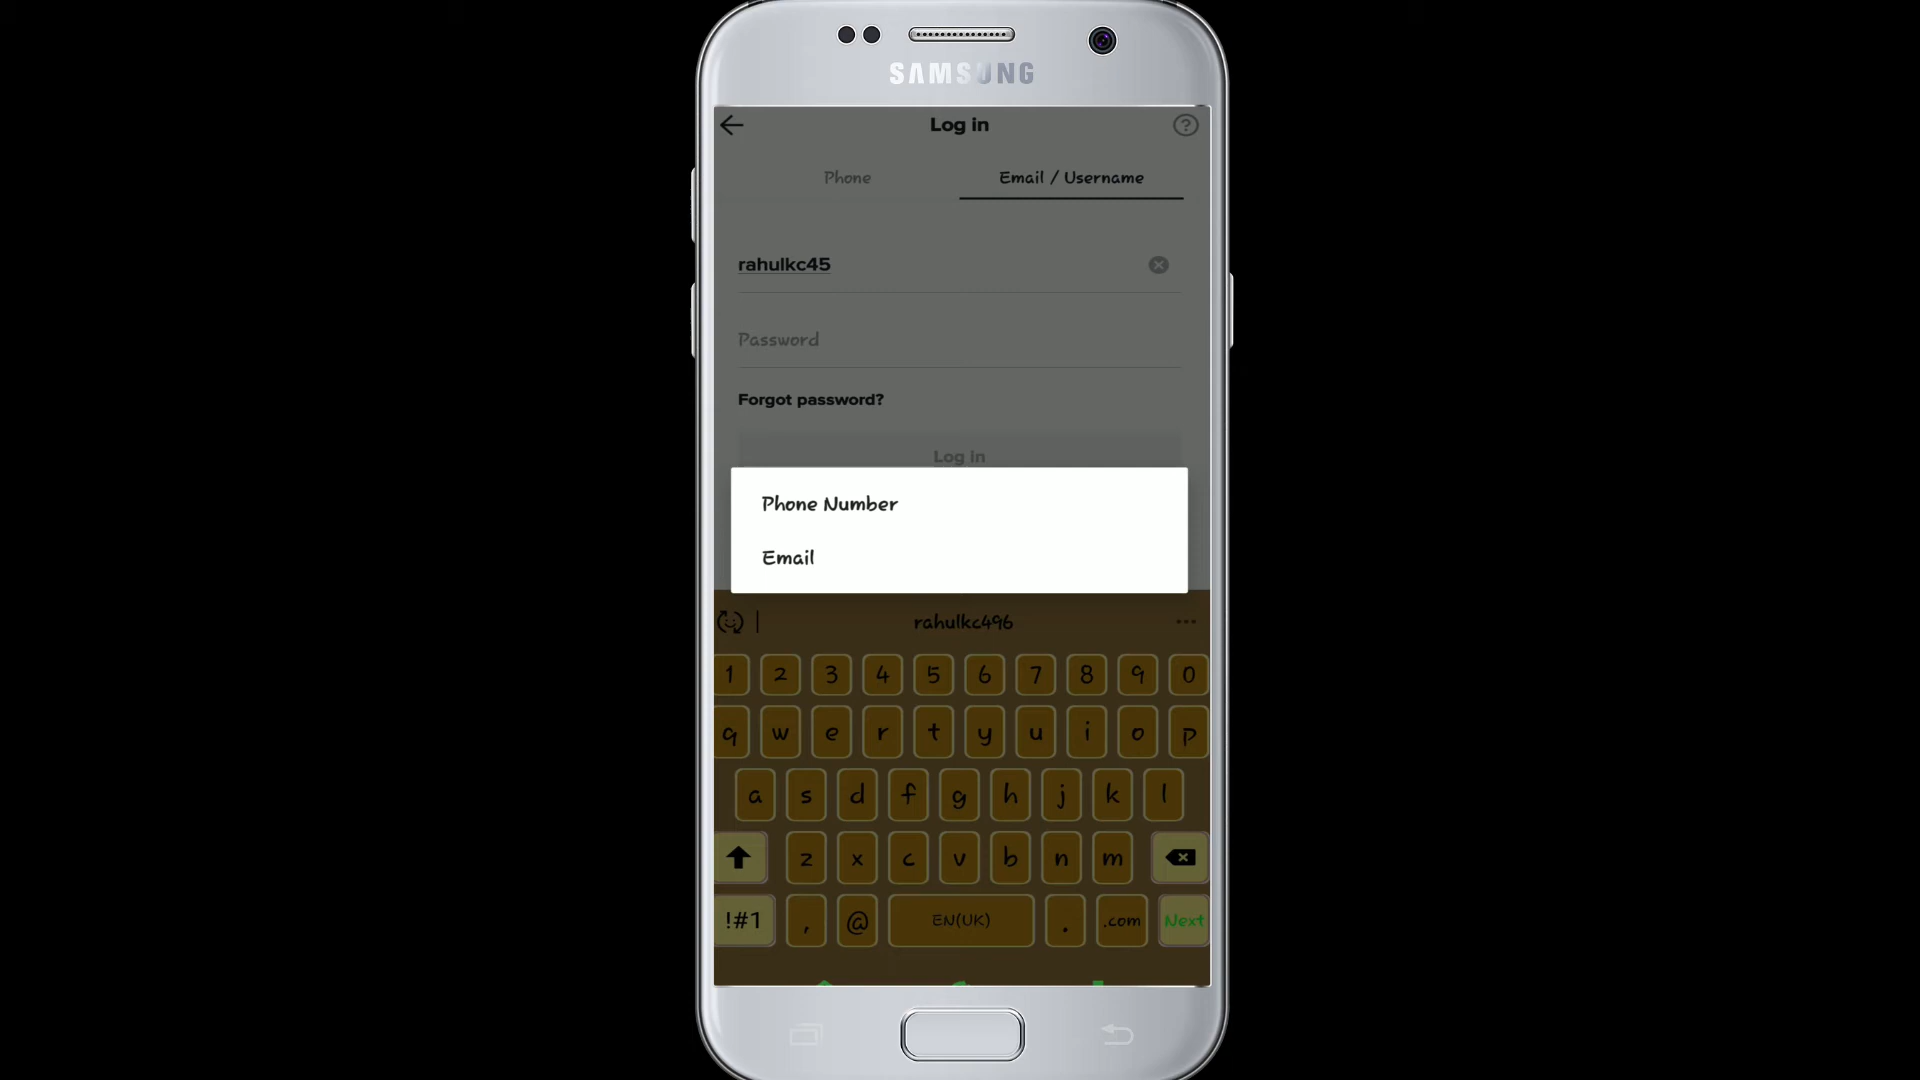 SAMSUNG
Log in
Phone
Email / Username
rahulkc45
Password
Forgot password?
Log in
Phone Number
Email
rahulkc496
1 2 3 4 5 6 7 8 9 0
q w e r t y u i o p
a s d f g h j k l
z x c v b n m
!#1 , @ EN(UK) . .com Next